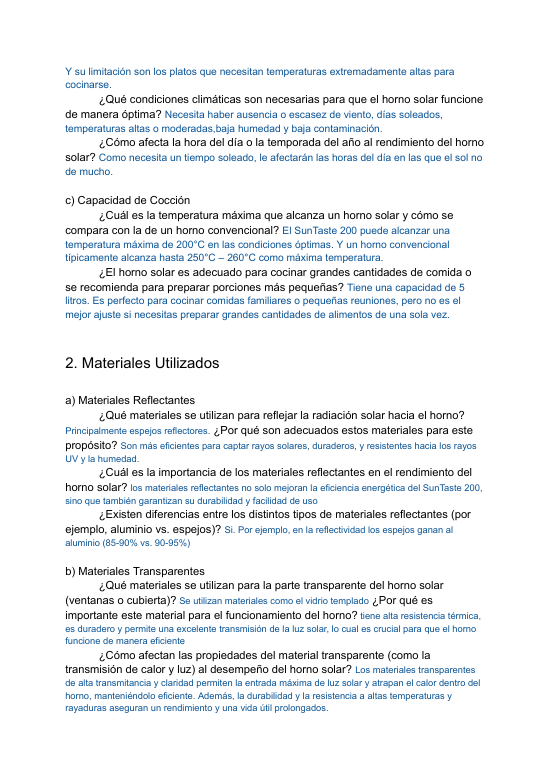 Y su limitación son los platos que necesitan temperaturas extremadamente altas para
cocinarse.
¿Qué condiciones climáticas son necesarias para que el horno solar funcione
de manera óptima? Necesita haber ausencia o escasez de viento, días soleados,
temperaturas altas o moderadas,baja humedad y baja contaminación.
¿Cómo afecta la hora del día o la temporada del año al rendimiento del horno
solar? Como necesita un tiempo soleado, le afectarán las horas del día en las que el sol no
de mucho.
c) Capacidad de Cocción
¿Cuál es la temperatura máxima que alcanza un horno solar y cómo se
compara con la de un horno convencional? El SunTaste 200 puede alcanzar una
temperatura máxima de 200°C en las condiciones óptimas. Y un horno convencional
típicamente alcanza hasta 250°C – 260°C como máxima temperatura.
¿El horno solar es adecuado para cocinar grandes cantidades de comida o
se recomienda para preparar porciones más pequeñas? Tiene una capacidad de 5
litros. Es perfecto para cocinar comidas familiares o pequeñas reuniones, pero no es el
mejor ajuste si necesitas preparar grandes cantidades de alimentos de una sola vez.
2. Materiales Utilizados
a) Materiales Reflectantes
¿Qué materiales se utilizan para reflejar la radiación solar hacia el horno?
Principalmente espejos reflectores. ¿Por qué son adecuados estos materiales para este
propósito? Son más eficientes para captar rayos solares, duraderos, y resistentes hacia los rayos
UV y la humedad.
¿Cuál es la importancia de los materiales reflectantes en el rendimiento del
horno solar? los materiales reflectantes no solo mejoran la eficiencia energética del SunTaste 200,
sino que también garantizan su durabilidad y facilidad de uso
¿Existen diferencias entre los distintos tipos de materiales reflectantes (por
ejemplo, aluminio vs. espejos)? Si. Por ejemplo, en la reflectividad los espejos ganan al
aluminio (85-90% vs. 90-95%)
b) Materiales Transparentes
¿Qué materiales se utilizan para la parte transparente del horno solar
(ventanas o cubierta)? Se utilizan materiales como el vidrio templado ¿Por qué es
importante este material para el funcionamiento del horno? tiene alta resistencia térmica,
es duradero y permite una excelente transmisión de la luz solar, lo cual es crucial para que el horno
funcione de manera eficiente
¿Cómo afectan las propiedades del material transparente (como la
transmisión de calor y luz) al desempeño del horno solar? Los materiales transparentes
de alta transmitancia y claridad permiten la entrada máxima de luz solar y atrapan el calor dentro del
horno, manteniéndolo eficiente. Además, la durabilidad y la resistencia a altas temperaturas y
rayaduras aseguran un rendimiento y una vida útil prolongados.